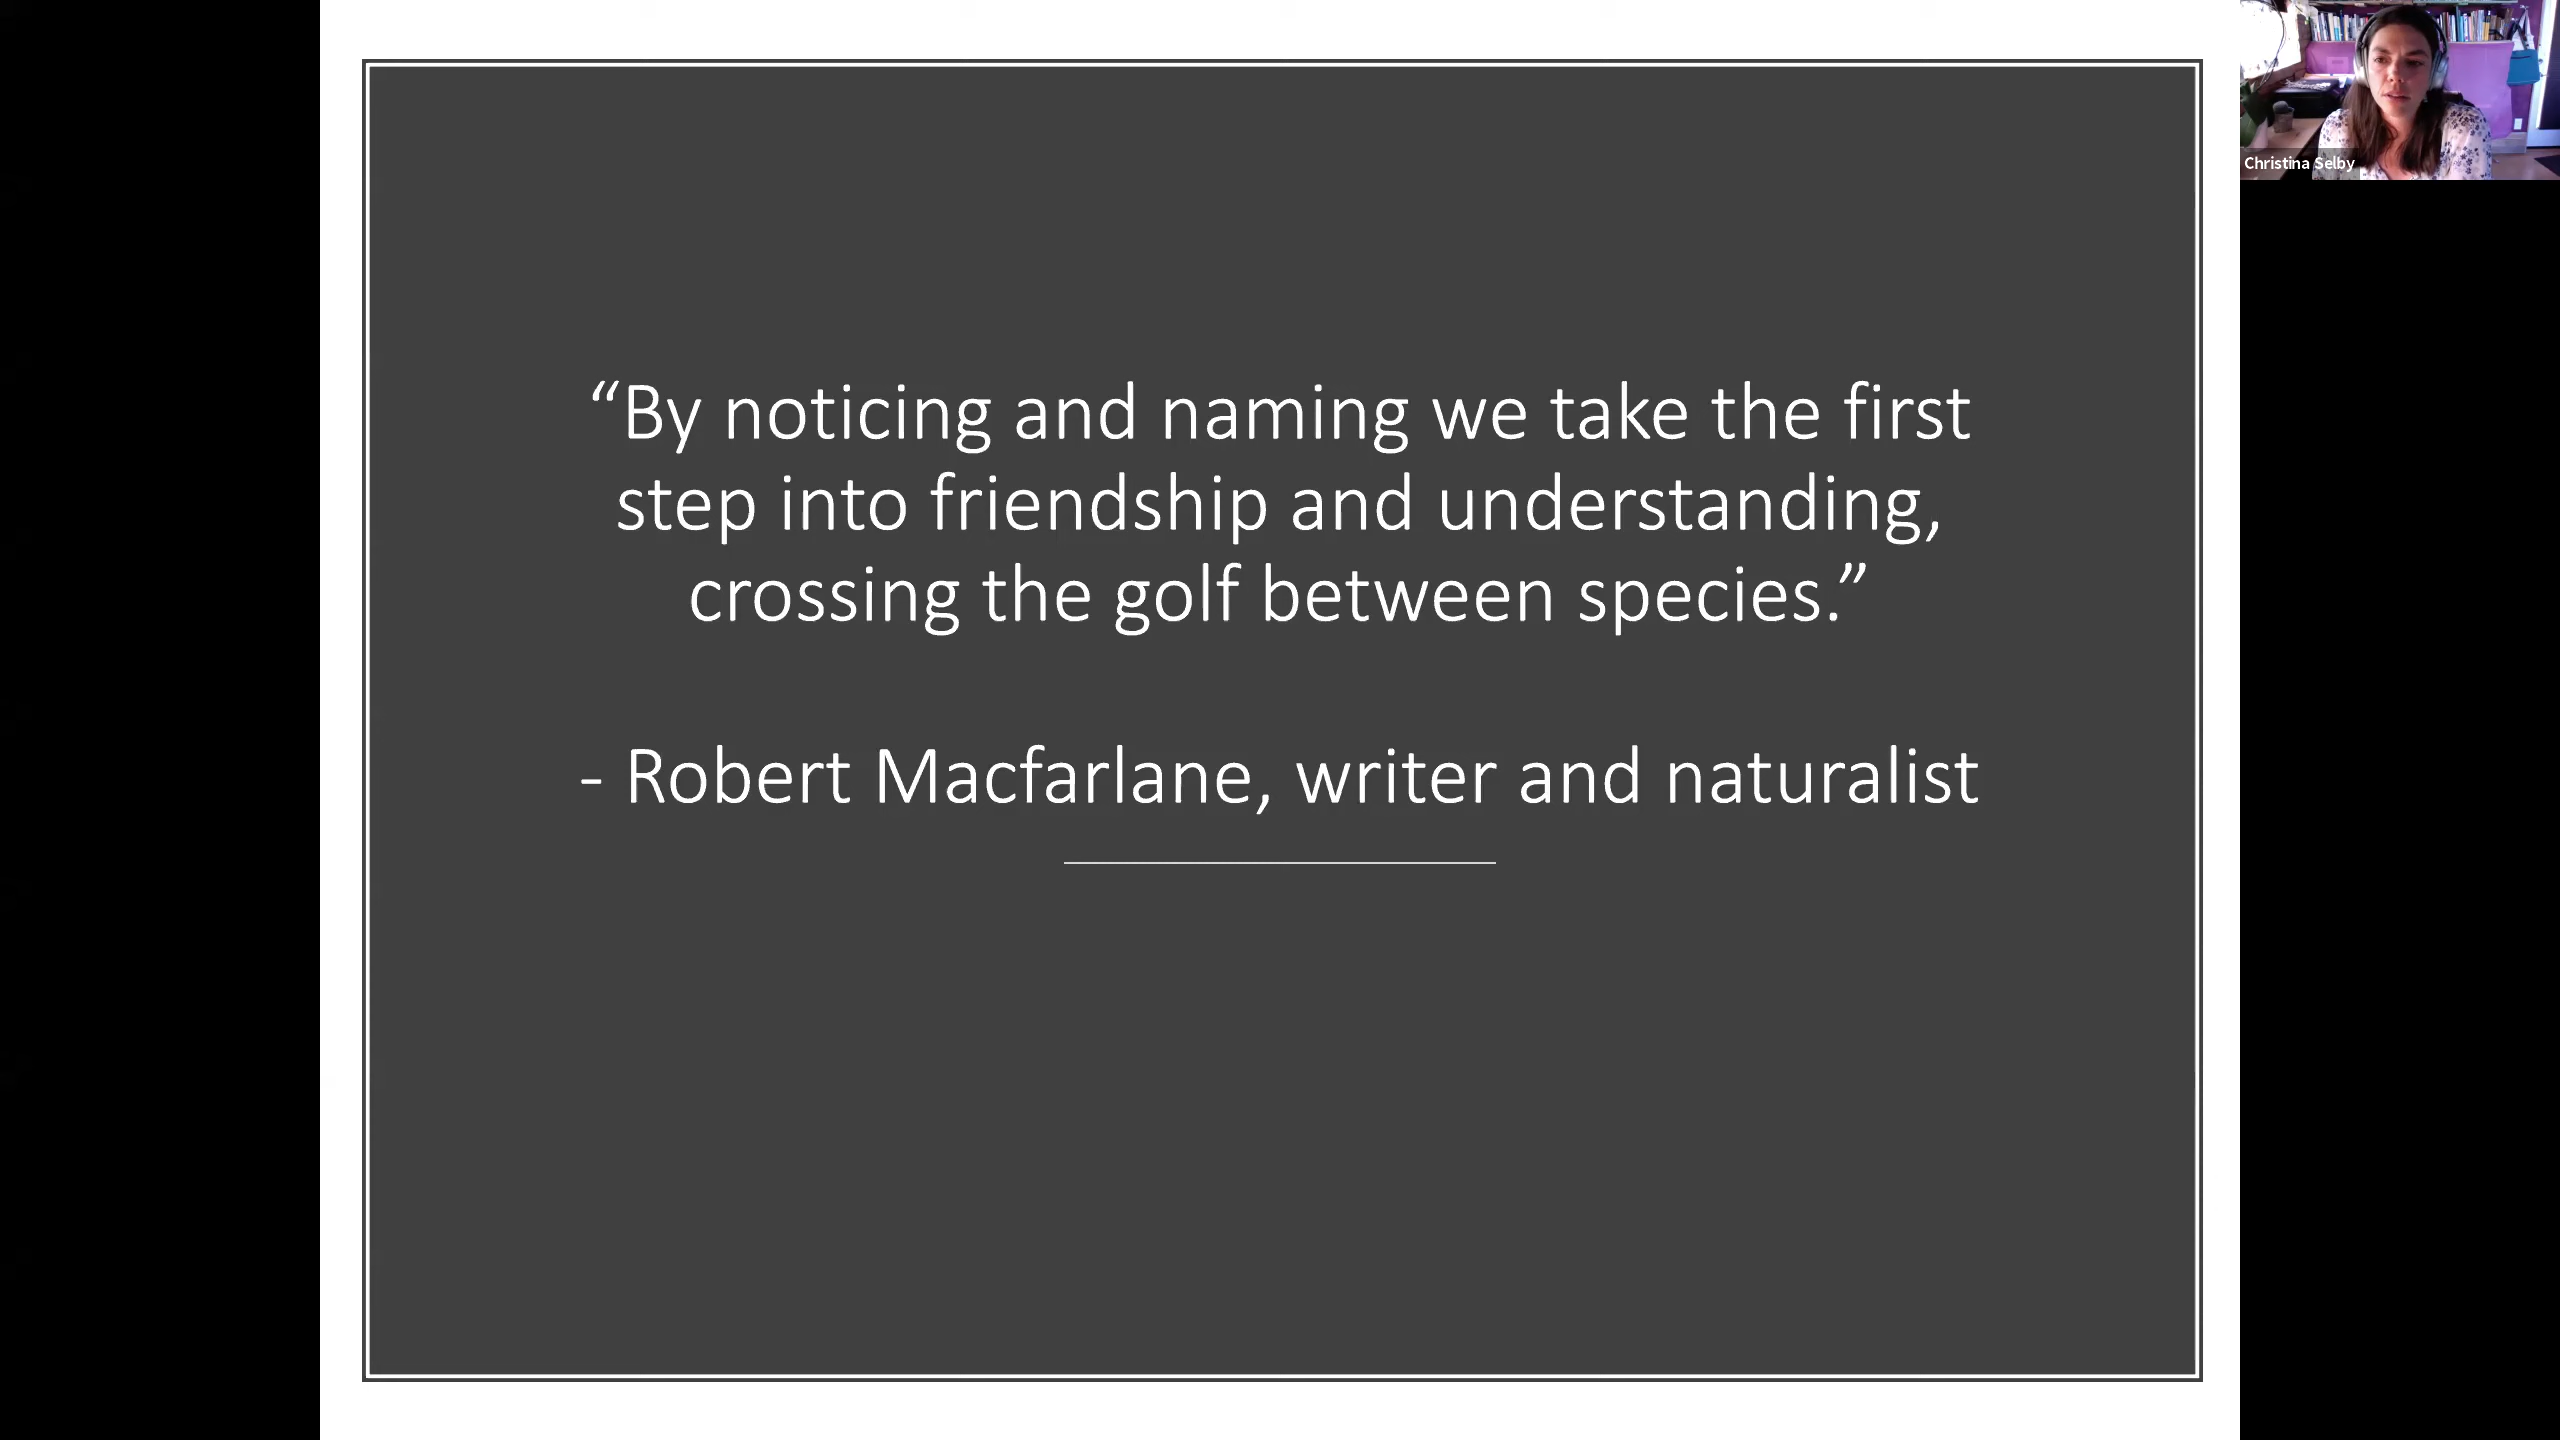 “By noticing and naming we take the first
step into friendship and understanding,
crossing the golf between species.”
- Robert Macfarlane, writer and naturalist
Christina Selby